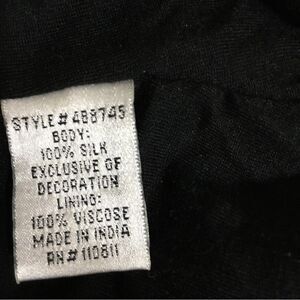 STYLE# 488745
BODY:
100% SILK
EXCLUSIVE OF
DECORATION
LINING:
100% VISCOSE
MADE IN INDIA
RN# 110811